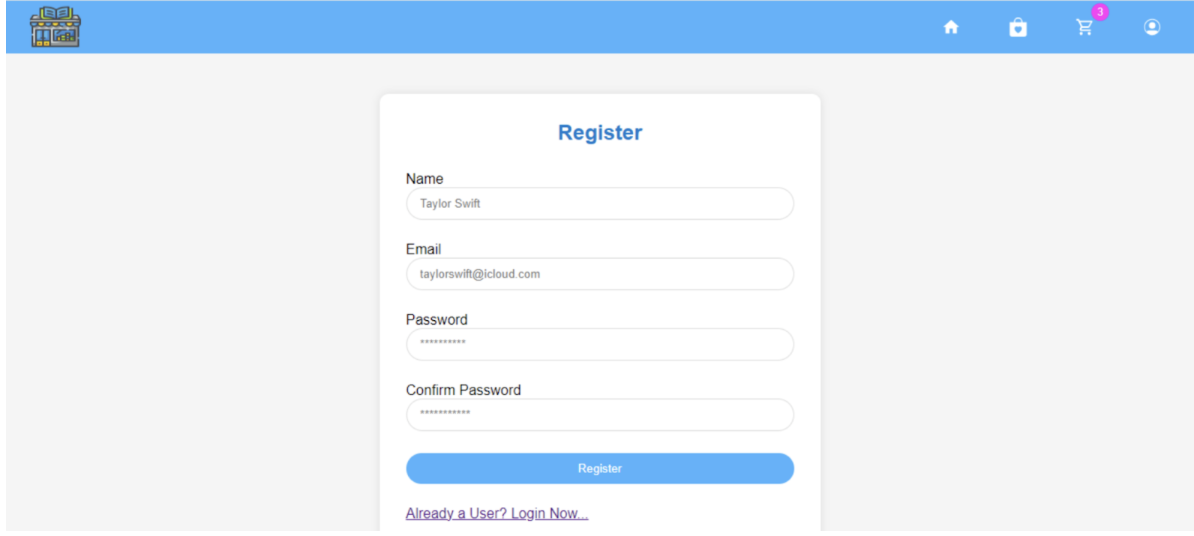 3
Register
Name
Taylor Swift
Email
taylorswift@icloud.com
Password
**********
Confirm Password
***********
Register
Already a User? Login Now...